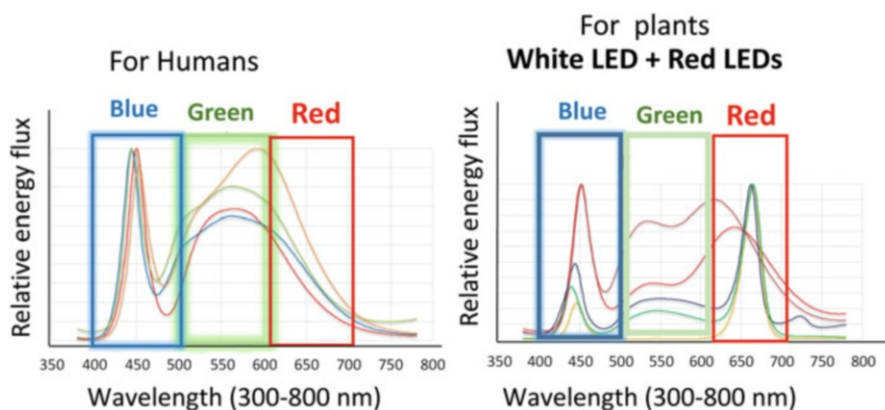 For Humans
Blue
Green
Red
Relative energy flux
350 400 450 500 550 600 650 700 750 800
Wavelength (300-800 nm)
For plants
White LED + Red LEDs
Blue
Green
Red
Relative energy flux
350 400 450 500 550 600 650 700 750 800
Wavelength (300-800 nm)